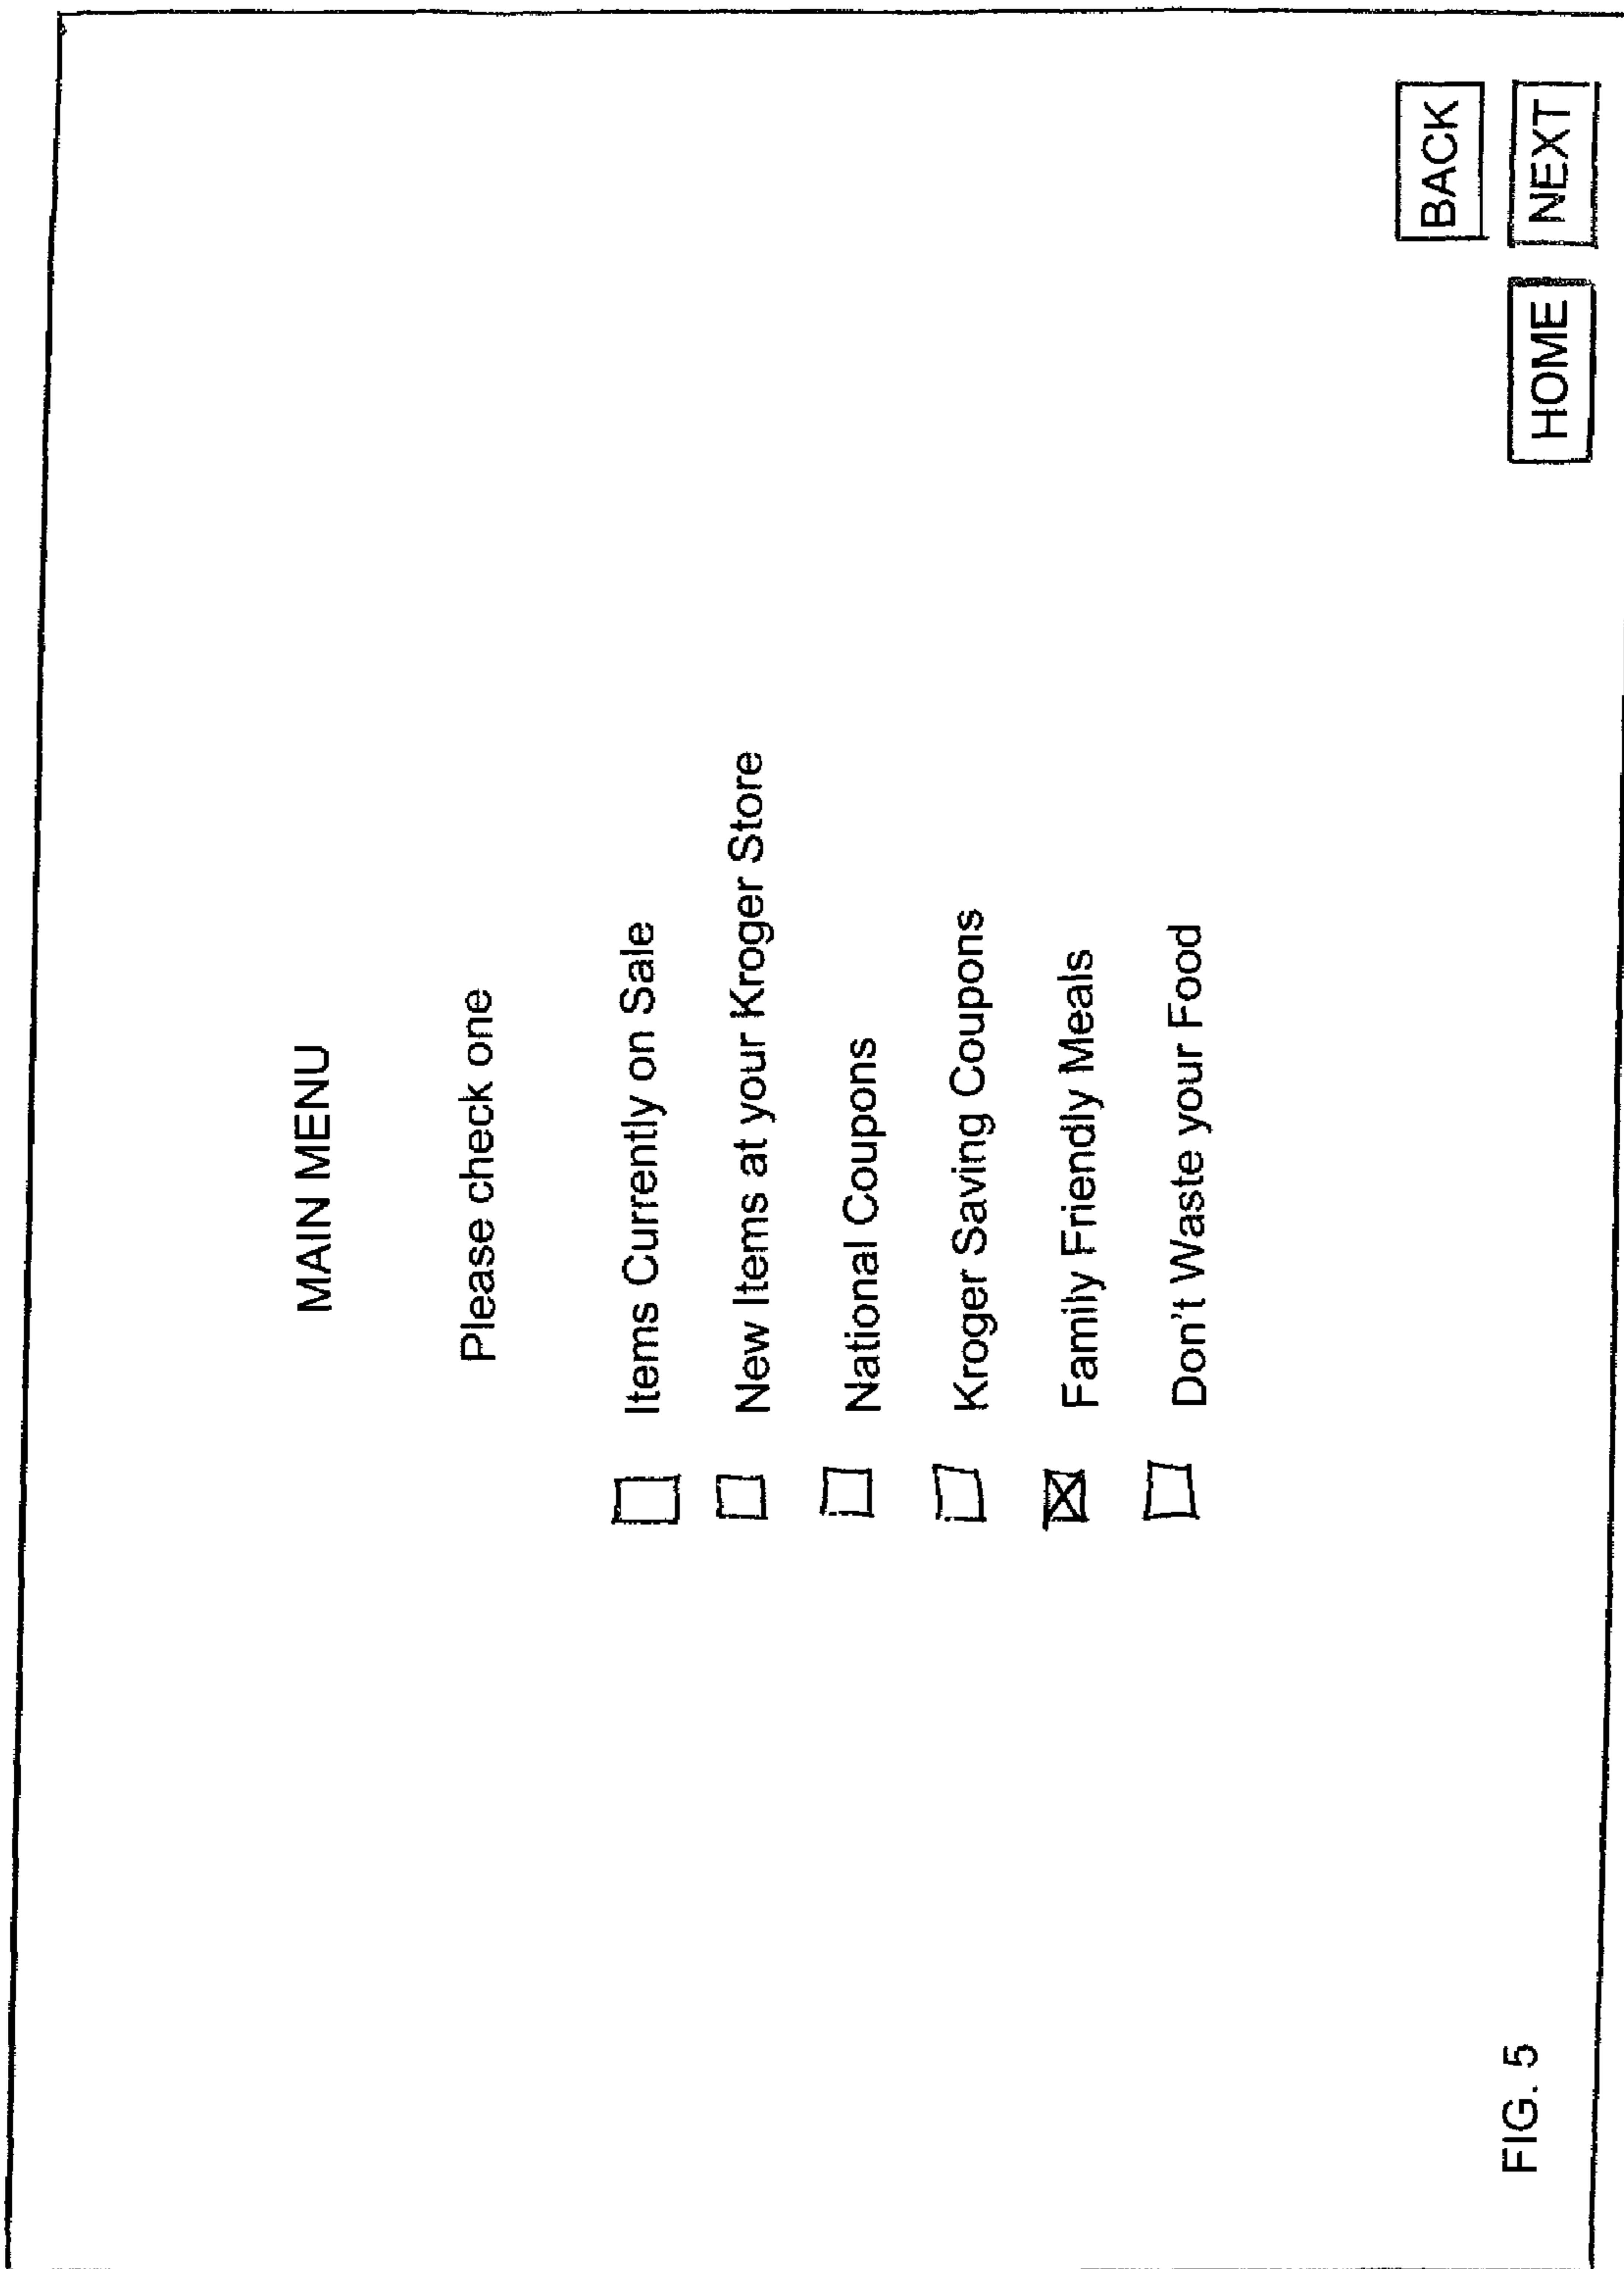 MAIN MENU
Please check one
Items Currently on Sale
New Items at your Kroger Store
National Coupons
Kroger Saving Coupons
Family Friendly Meals
Don't Waste your Food
BACK
HOME NEXT
FIG. 5